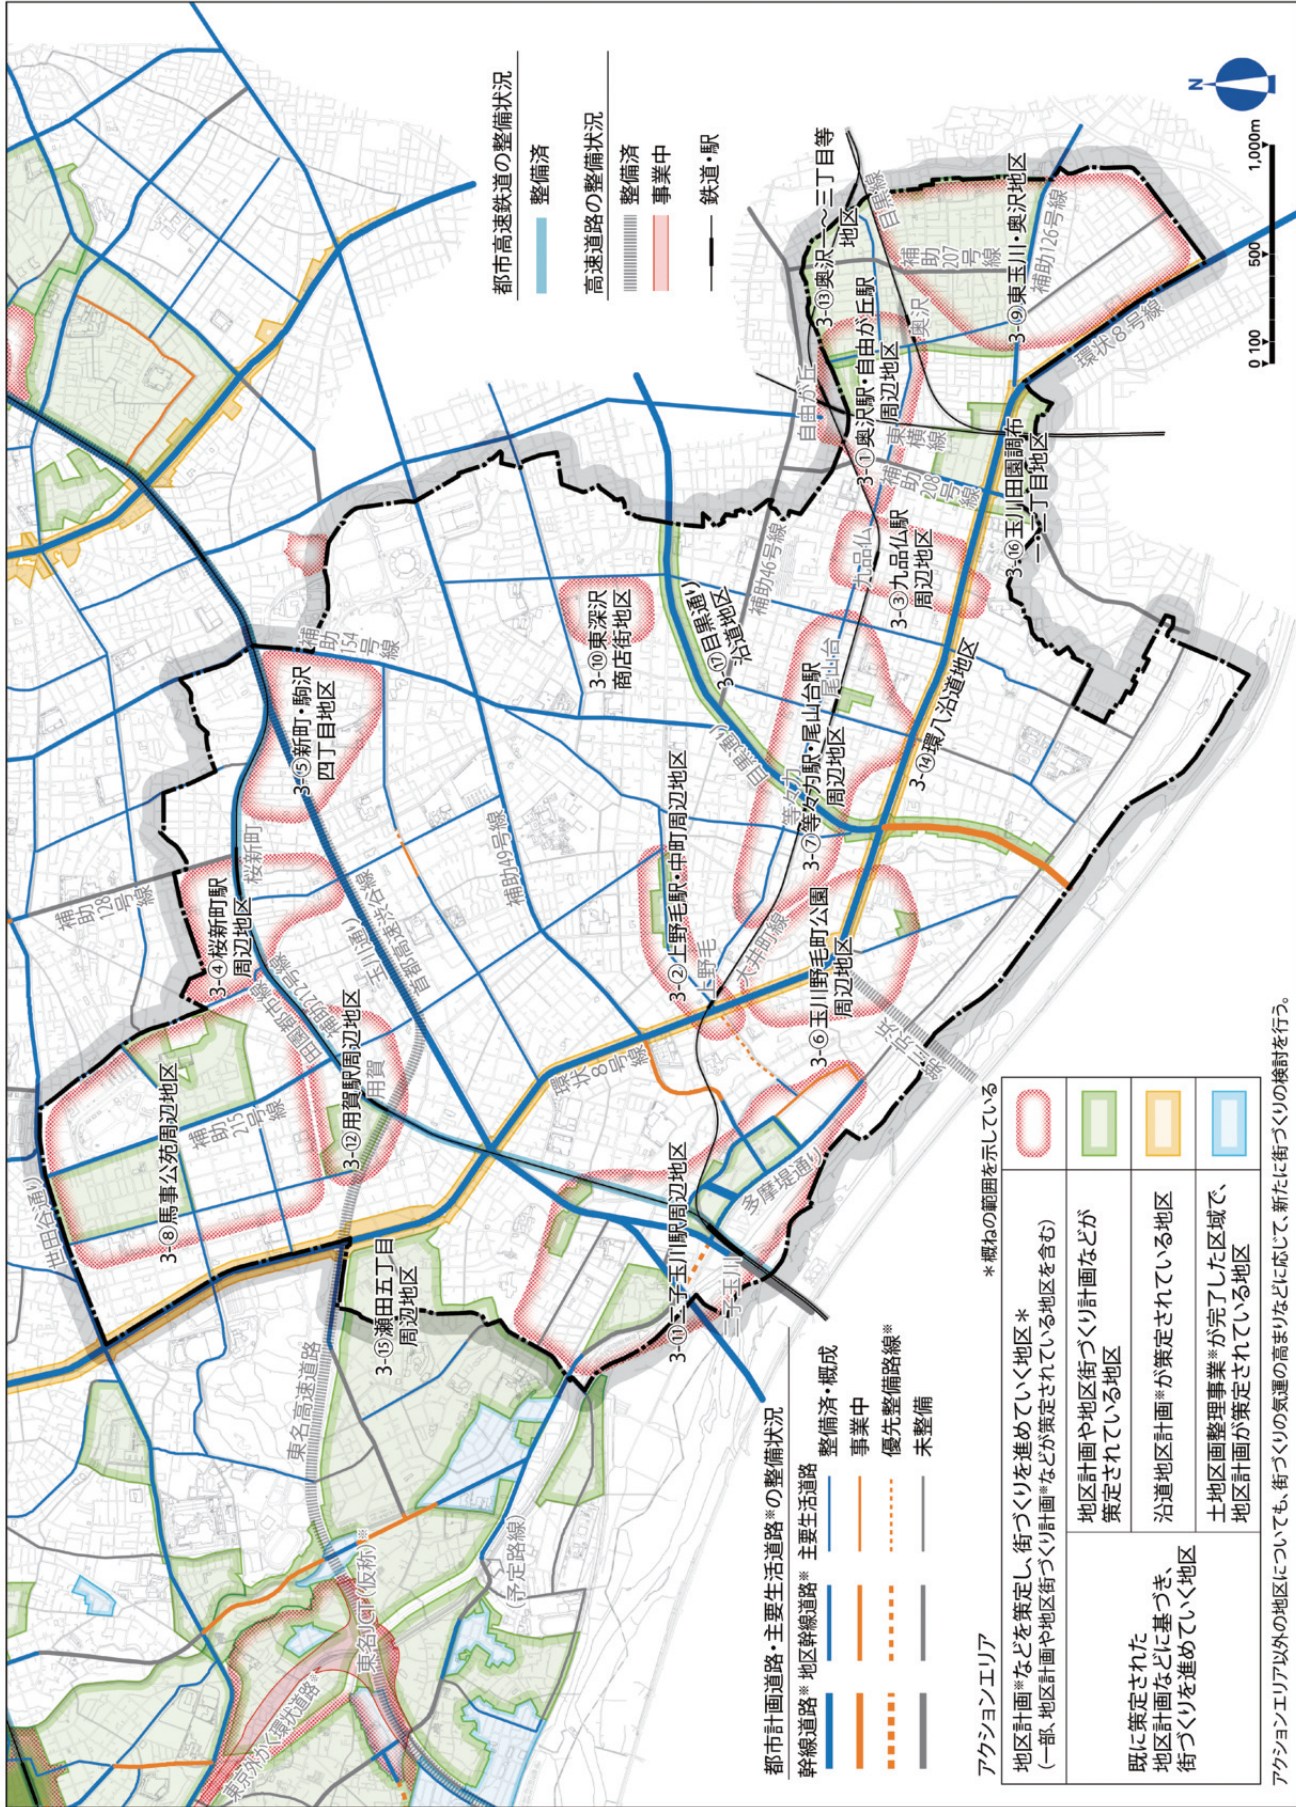 都市高速鉄道の整備状況
整備済
高速道路の整備状況
整備済
事業中
鉄道・駅
N
0 100 500 1,000m
世田谷通り
3-⑧馬事公苑周辺地区
補助
215
号線
補助
128
号線
3-④桜新町駅
周辺地区
桜新町
田園都市線
補助212号線
3-⑫用賀駅周辺地区
用賀
玉川通り
首都高速渋谷線
3-⑤新町・駒沢
四丁目地区
補助
154
号線
補助49号線
3-⑩東深沢
商店街地区
3-⑰目黒通り
沿道地区
目黒通り
補助46号線
3-②上野毛駅・中町周辺地区
上野毛
大井町線
等々力
尾山台
3-⑦等々力駅・尾山台駅
周辺地区
九品仏
3-③九品仏駅
周辺地区
自由が丘
3-①奥沢駅・自由が丘駅
周辺地区
東横線
補助
208
号線
奥沢
3-⑬奥沢一~三丁目等
地区
目黒線
補助
207
号線
補助126号線
3-⑨東玉川・奥沢地区
環状8号線
3-⑯玉川田園調布
一・二丁目地区
3-⑭環八沿道地区
3-⑥玉川野毛町公園
周辺地区
第三京浜
環状8号線
多摩堤通り
3-⑪二子玉川駅周辺地区
二子玉川
3-⑮瀬田五丁目
周辺地区
東名高速道路
東名JCT(仮称)※
(予定路線)
東京外かく環状道路※
都市計画道路・主要生活道路※の整備状況
幹線道路※ 地区幹線道路※ 主要生活道路
整備済・概成
事業中
優先整備路線※
未整備
アクションエリア
*概ねの範囲を示している
地区計画※などを策定し、街づくりを進めていく地区*
(一部、地区計画や地区街づくり計画※などが策定されている地区を含む)
既に策定された
地区計画などに基づき、
街づくりを進めていく地区
地区計画や地区街づくり計画などが
策定されている地区
沿道地区計画※が策定されている地区
土地区画整理事業※が完了した区域で、
地区計画が策定されている地区
アクションエリア以外の地区についても、街づくりの気運の高まりなどに応じて、新たに街づくりの検討を行う。